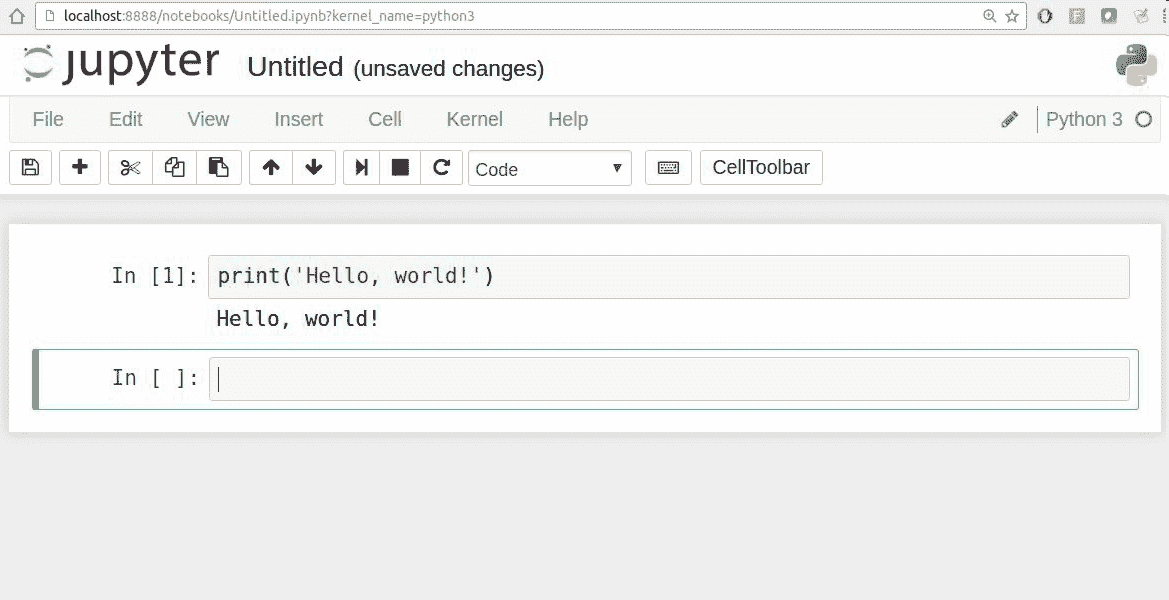 localhost:8888/notebooks/Untitled.ipynb?kernel_name=python3
jupyter Untitled (unsaved changes)
File Edit View Insert Cell Kernel Help Python 3
Code CellToolbar
In [1]: print('Hello, world!')
Hello, world!
In [ ]: